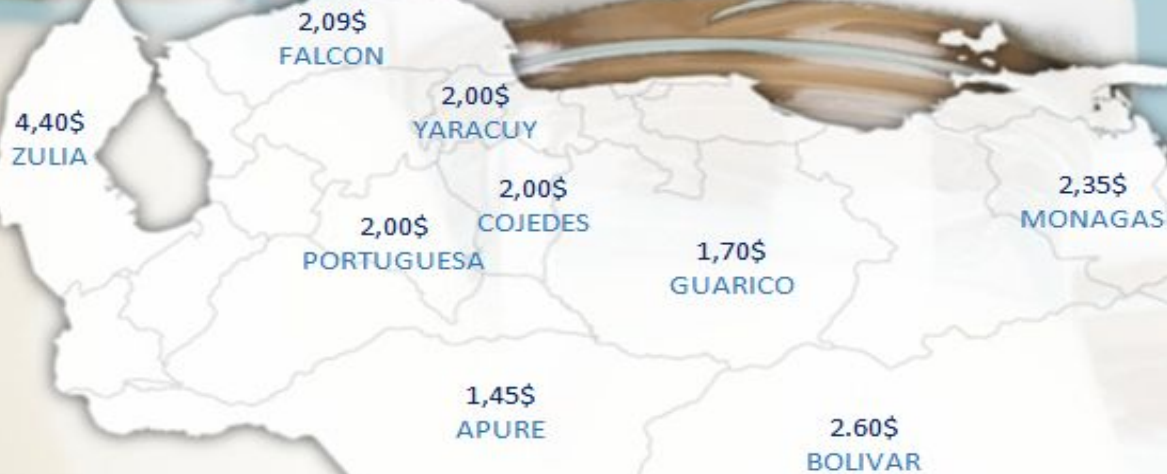 2,09$
FALCON
2,00$
YARACUY
4,40$
ZULIA
2,00$
COJEDES
2,35$
MONAGAS
2,00$
PORTUGUESA
1,70$
GUARICO
1,45$
APURE
2.60$
BOLIVAR